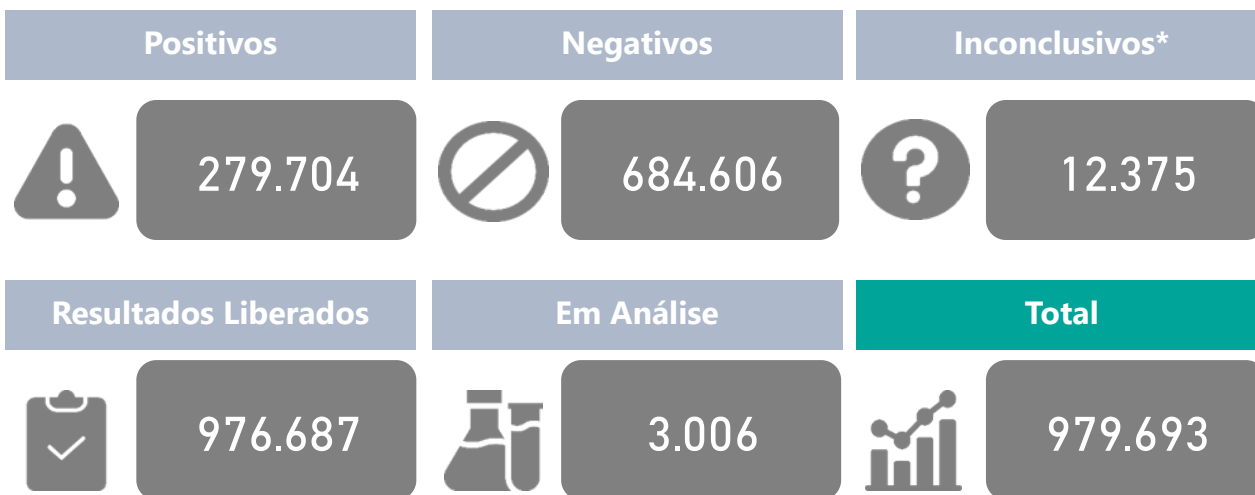 Positivos
Negativos
Inconclusivos*
279.704
684.606
12.375
Resultados Liberados
Em Análise
Total
976.687
3.006
979.693